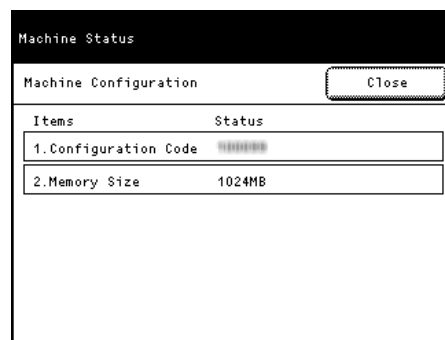 Machine Status
Machine Configuration Close
Items Status
1.Configuration Code
2.Memory Size 1024MB